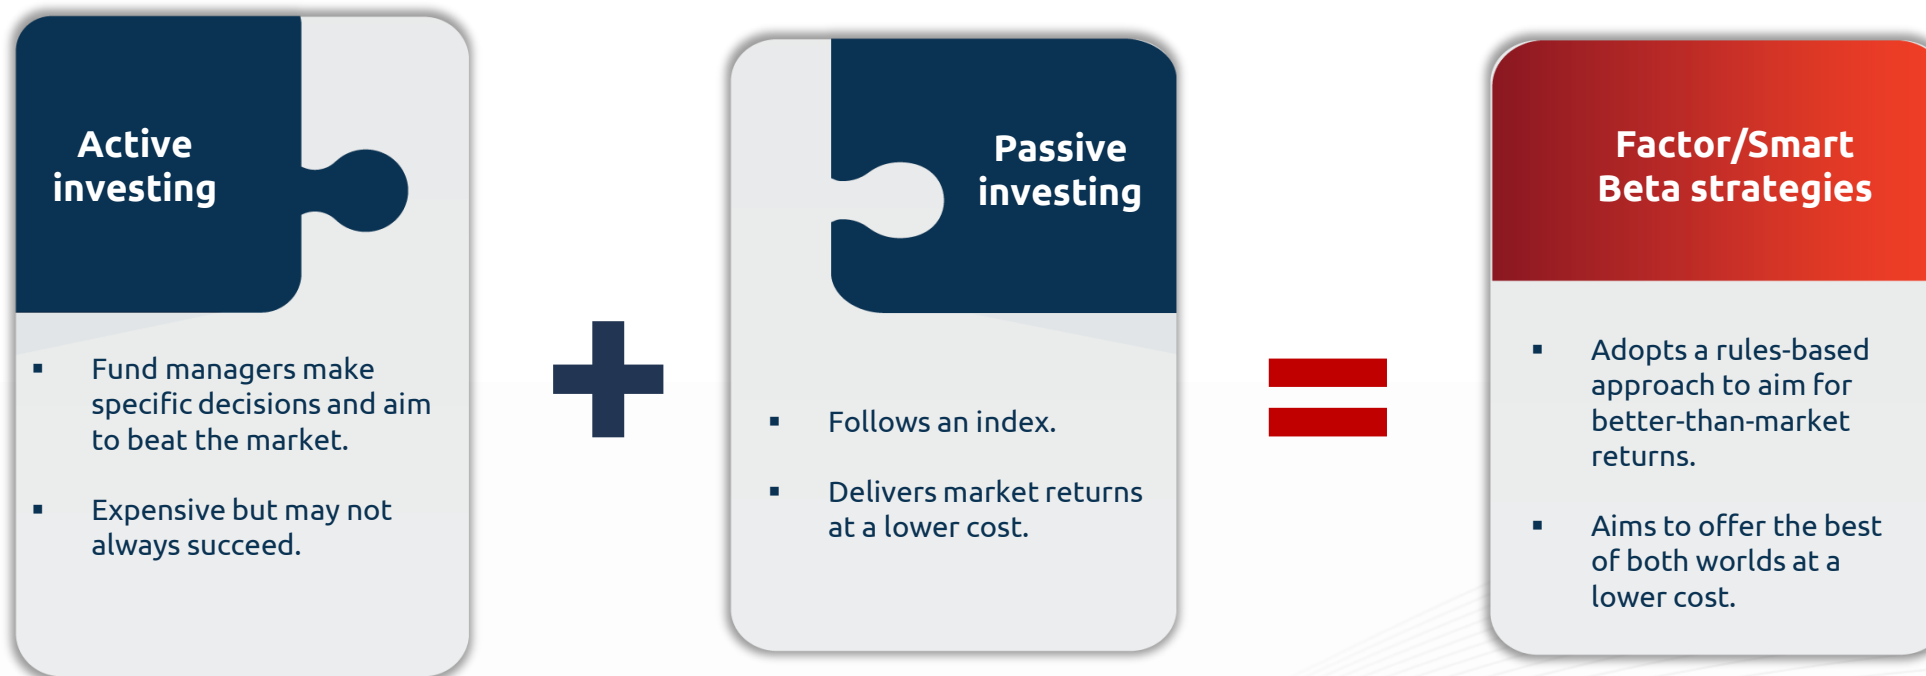 Active
investing
▪ Fund managers make
specific decisions and aim
to beat the market.
▪ Expensive but may not
always succeed.
Passive
investing
▪ Follows an index.
▪ Delivers market returns
at a lower cost.
Factor/Smart
Beta strategies
▪ Adopts a rules-based
approach to aim for
better-than-market
returns.
▪ Aims to offer the best
of both worlds at a
lower cost.